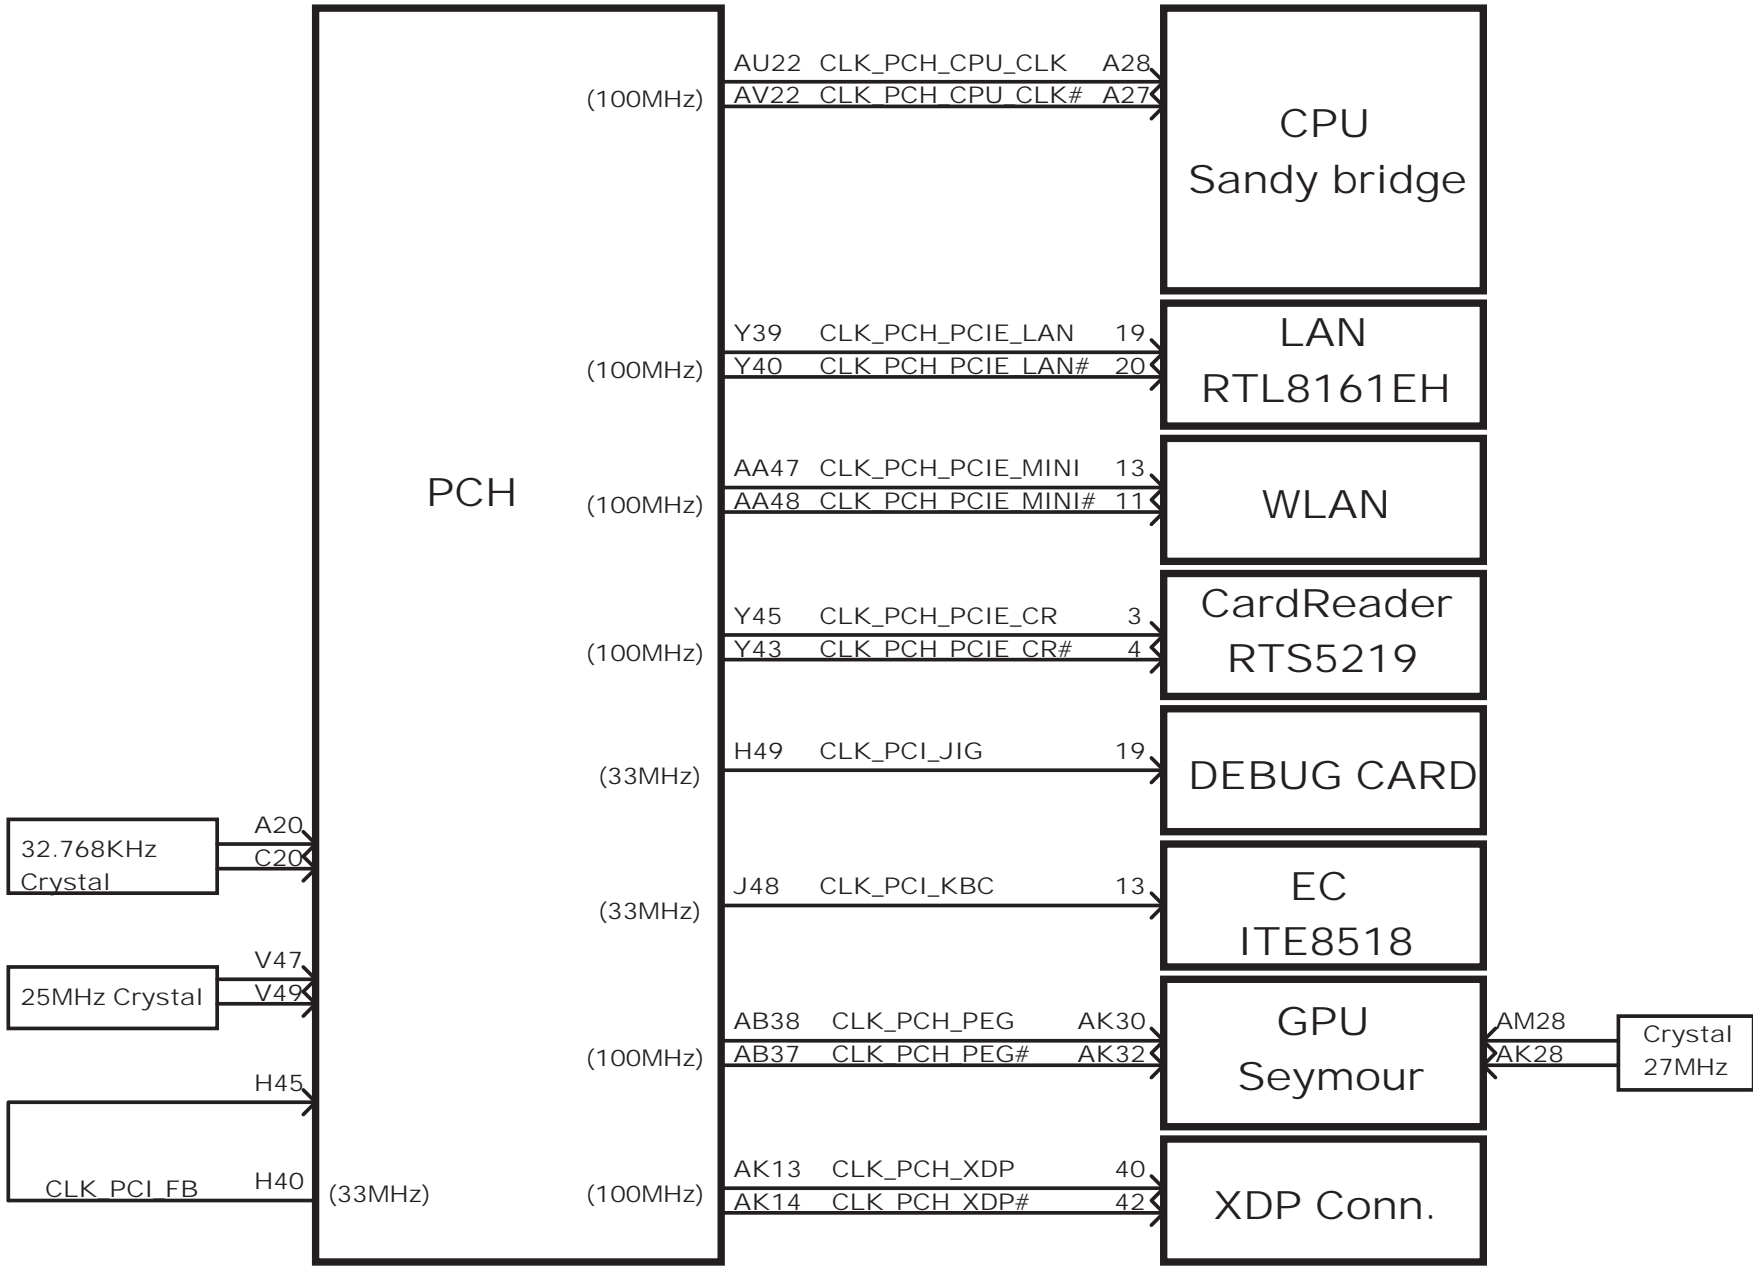 AU22 CLK_PCH_CPU_CLK A28
(100MHz) AV22 CLK_PCH_CPU_CLK# A27
CPU
Sandy bridge
Y39 CLK_PCH_PCIE_LAN 19
(100MHz) Y40 CLK_PCH_PCIE_LAN# 20
LAN
RTL8161EH
PCH
AA47 CLK_PCH_PCIE_MINI 13
(100MHz) AA48 CLK_PCH_PCIE_MINI# 11
WLAN
Y45 CLK_PCH_PCIE_CR 3
(100MHz) Y43 CLK_PCH_PCIE_CR# 4
CardReader
RTS5219
H49 CLK_PCI_JIG 19
(33MHz)
DEBUG CARD
32.768KHz
Crystal
A20
C20
J48 CLK_PCI_KBC 13
(33MHz)
EC
ITE8518
25MHz Crystal
V47
V49
AB38 CLK_PCH_PEG AK30
(100MHz) AB37 CLK_PCH_PEG# AK32
GPU
Seymour
AM28
AK28
Crystal
27MHz
H45
CLK_PCI_FB H40 (33MHz)
AK13 CLK_PCH_XDP 40
(100MHz) AK14 CLK_PCH_XDP# 42
XDP Conn.